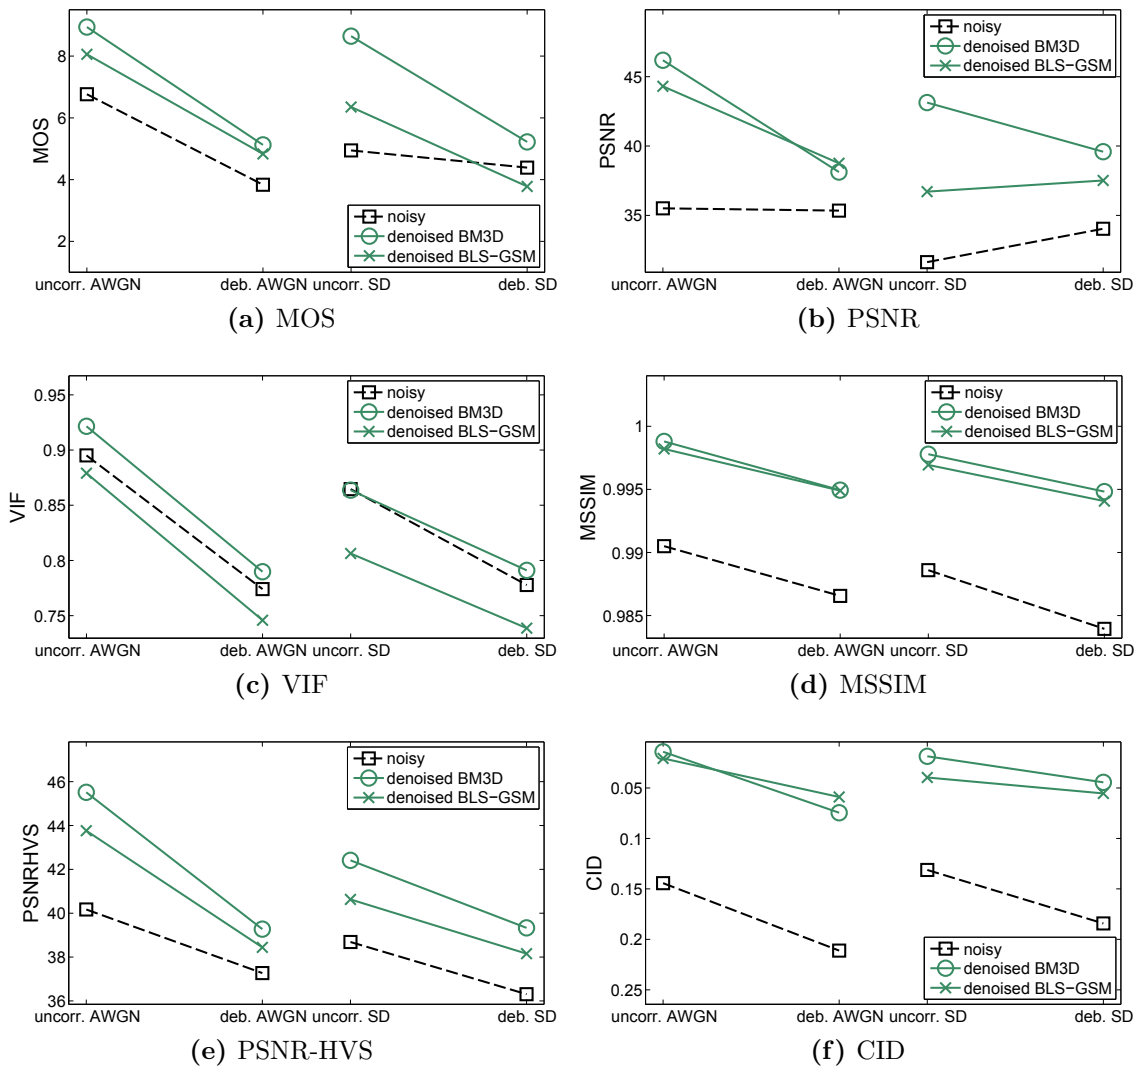 MOS
8
6
4
2
noisy
denoised BM3D
denoised BLS-GSM
uncorr. AWGN
deb. AWGN
uncorr. SD
deb. SD
(a) MOS
PSNR
45
40
35
noisy
denoised BM3D
denoised BLS-GSM
uncorr. AWGN
deb. AWGN
uncorr. SD
deb. SD
(b) PSNR
VIF
0.95
0.9
0.85
0.8
0.75
noisy
denoised BM3D
denoised BLS-GSM
uncorr. AWGN
deb. AWGN
uncorr. SD
deb. SD
(c) VIF
MSSIM
1
0.995
0.99
0.985
noisy
denoised BM3D
denoised BLS-GSM
uncorr. AWGN
deb. AWGN
uncorr. SD
deb. SD
(d) MSSIM
PSNRHVS
46
44
42
40
38
36
noisy
denoised BM3D
denoised BLS-GSM
uncorr. AWGN
deb. AWGN
uncorr. SD
deb. SD
(e) PSNR-HVS
CID
0.05
0.1
0.15
0.2
0.25
noisy
denoised BM3D
denoised BLS-GSM
uncorr. AWGN
deb. AWGN
uncorr. SD
deb. SD
(f) CID